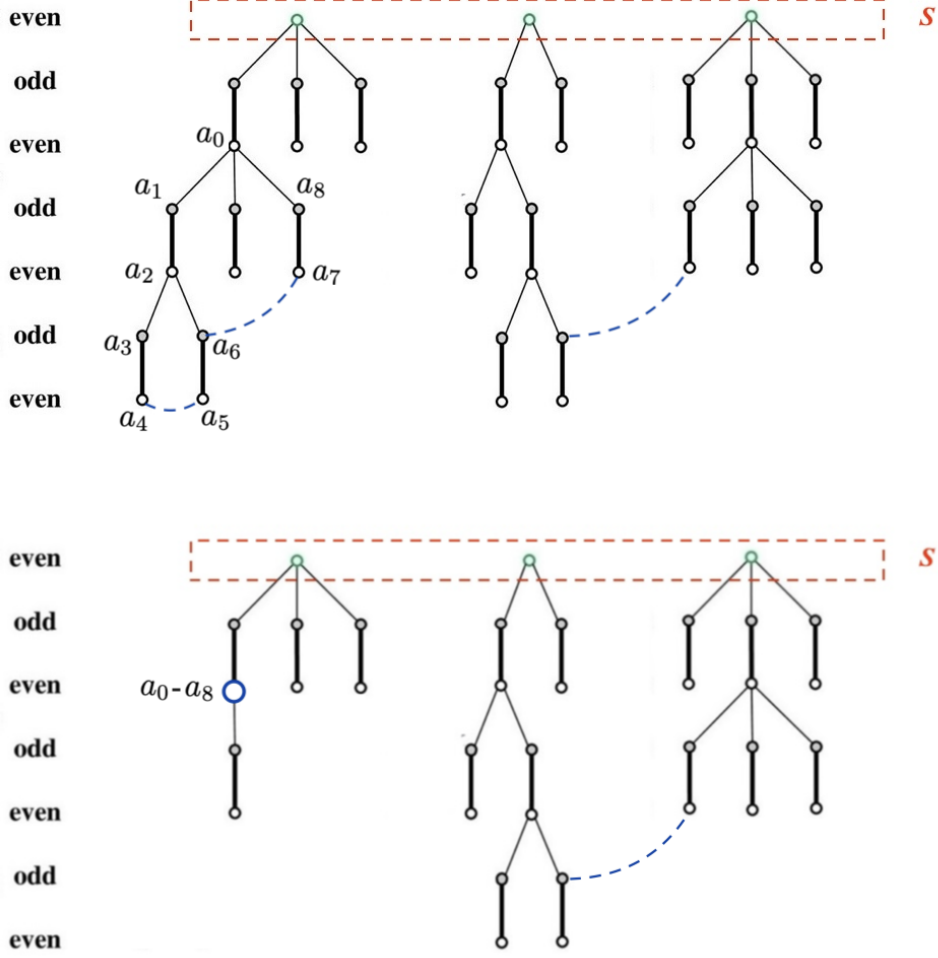 even
S
odd
even
a₀
odd
a₁
a₈
even
a₂
a₇
odd
a₃
a₆
even
a₄
a₅
even
S
odd
even
a₀-a₈
odd
even
odd
even